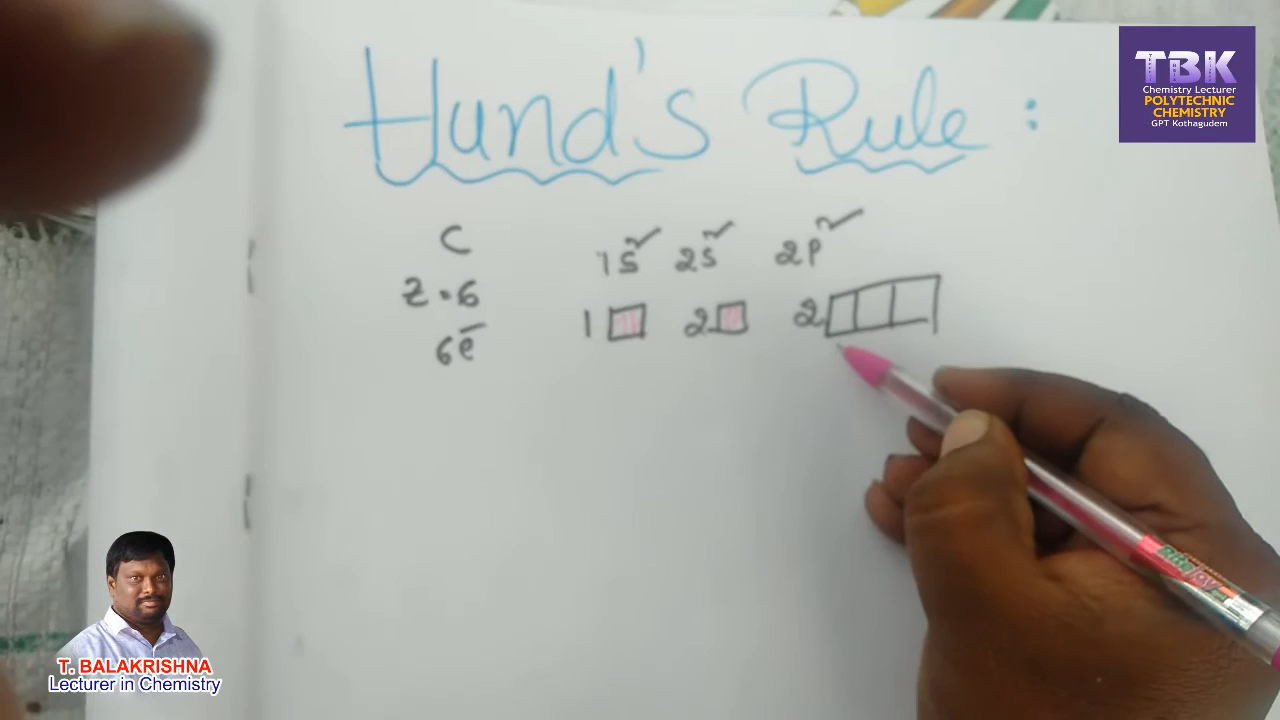 Hund's Rule :
TBK
Chemistry Lecturer
POLYTECHNIC
CHEMISTRY
GPT Kothagudem
C
1S 2S 2P
Z = 6
1 2 2
6e-
T. BALAKRISHNA
Lecturer in Chemistry